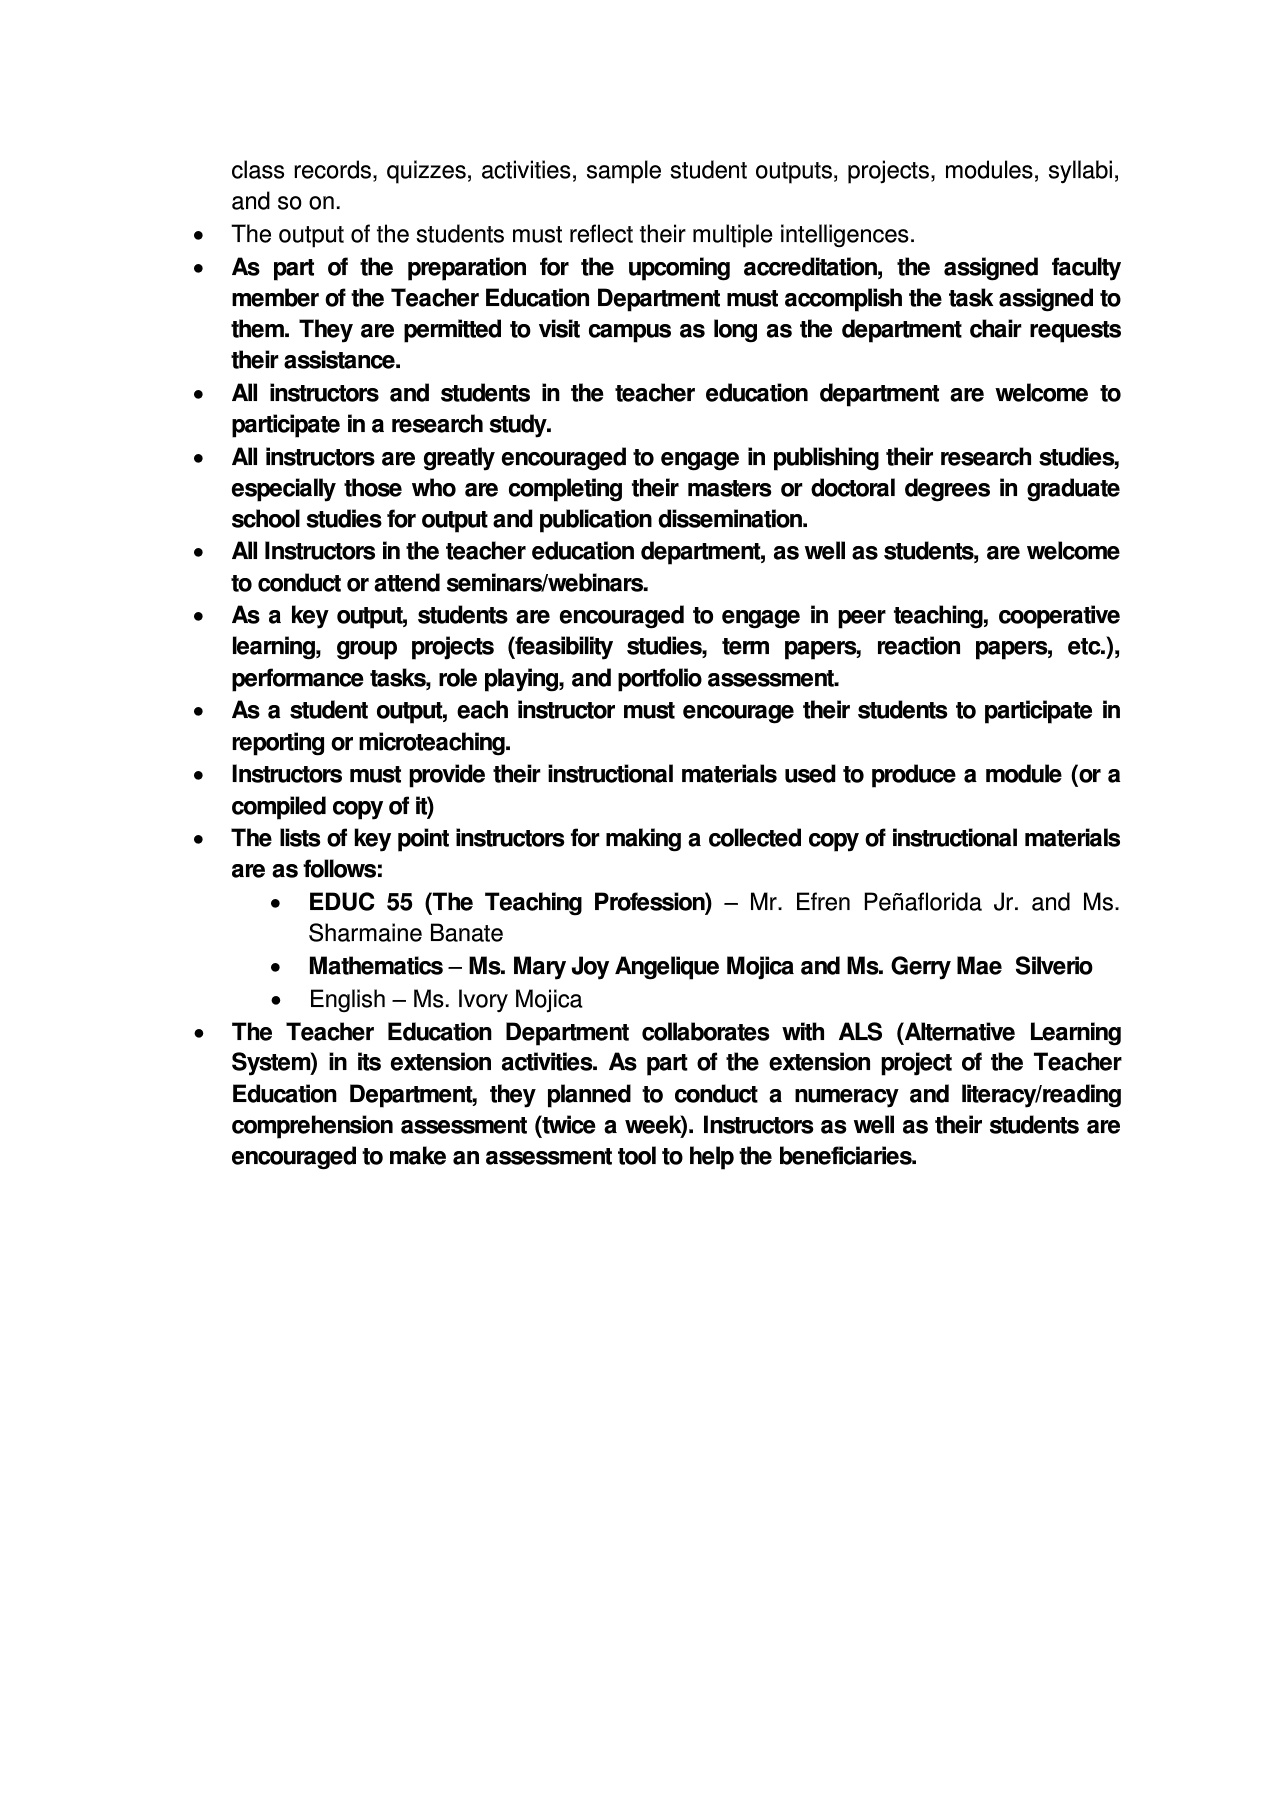 class records, quizzes, activities, sample student outputs, projects, modules, syllabi,
and so on.
• The output of the students must reflect their multiple intelligences.
• As part of the preparation for the upcoming accreditation, the assigned faculty
member of the Teacher Education Department must accomplish the task assigned to
them. They are permitted to visit campus as long as the department chair requests
their assistance.
• All instructors and students in the teacher education department are welcome to
participate in a research study.
• All instructors are greatly encouraged to engage in publishing their research studies,
especially those who are completing their masters or doctoral degrees in graduate
school studies for output and publication dissemination.
• All Instructors in the teacher education department, as well as students, are welcome
to conduct or attend seminars/webinars.
• As a key output, students are encouraged to engage in peer teaching, cooperative
learning, group projects (feasibility studies, term papers, reaction papers, etc.),
performance tasks, role playing, and portfolio assessment.
• As a student output, each instructor must encourage their students to participate in
reporting or microteaching.
• Instructors must provide their instructional materials used to produce a module (or a
compiled copy of it)
• The lists of key point instructors for making a collected copy of instructional materials
are as follows:
• EDUC 55 (The Teaching Profession) – Mr. Efren Peñaflorida Jr. and Ms.
Sharmaine Banate
• Mathematics – Ms. Mary Joy Angelique Mojica and Ms. Gerry Mae Silverio
• English – Ms. Ivory Mojica
• The Teacher Education Department collaborates with ALS (Alternative Learning
System) in its extension activities. As part of the extension project of the Teacher
Education Department, they planned to conduct a numeracy and literacy/reading
comprehension assessment (twice a week). Instructors as well as their students are
encouraged to make an assessment tool to help the beneficiaries.